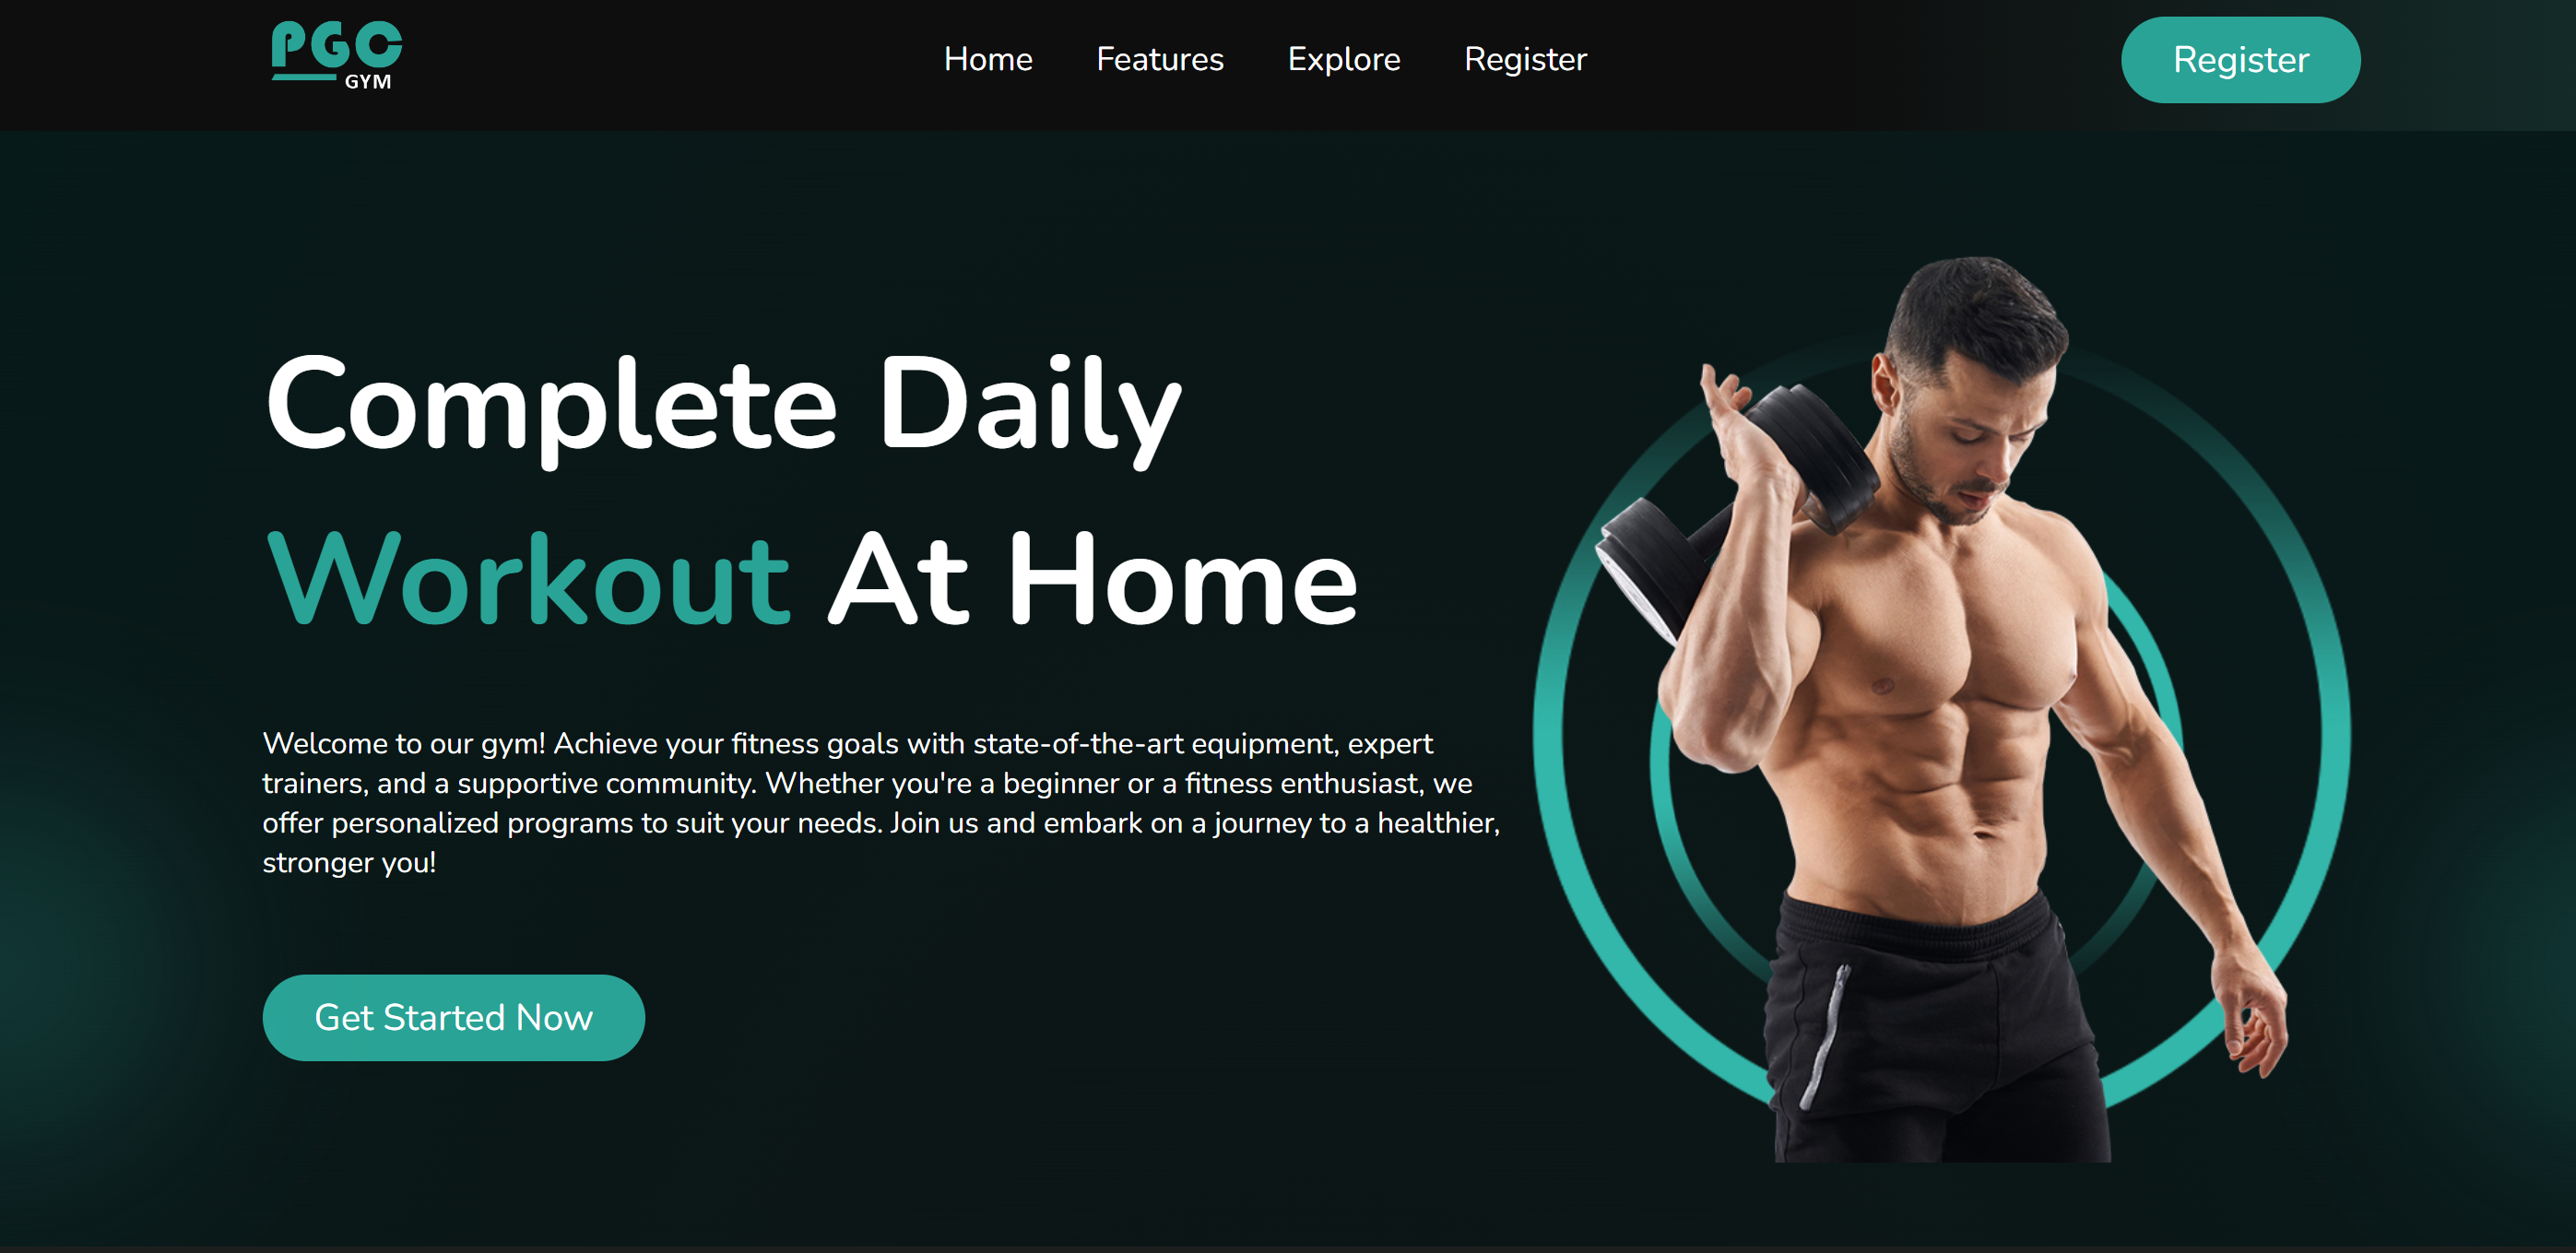 PGC
GYM
Home Features Explore Register
Register
Complete Daily
Workout At Home
Welcome to our gym! Achieve your fitness goals with state-of-the-art equipment, expert
trainers, and a supportive community. Whether you're a beginner or a fitness enthusiast, we
offer personalized programs to suit your needs. Join us and embark on a journey to a healthier,
stronger you!
Get Started Now